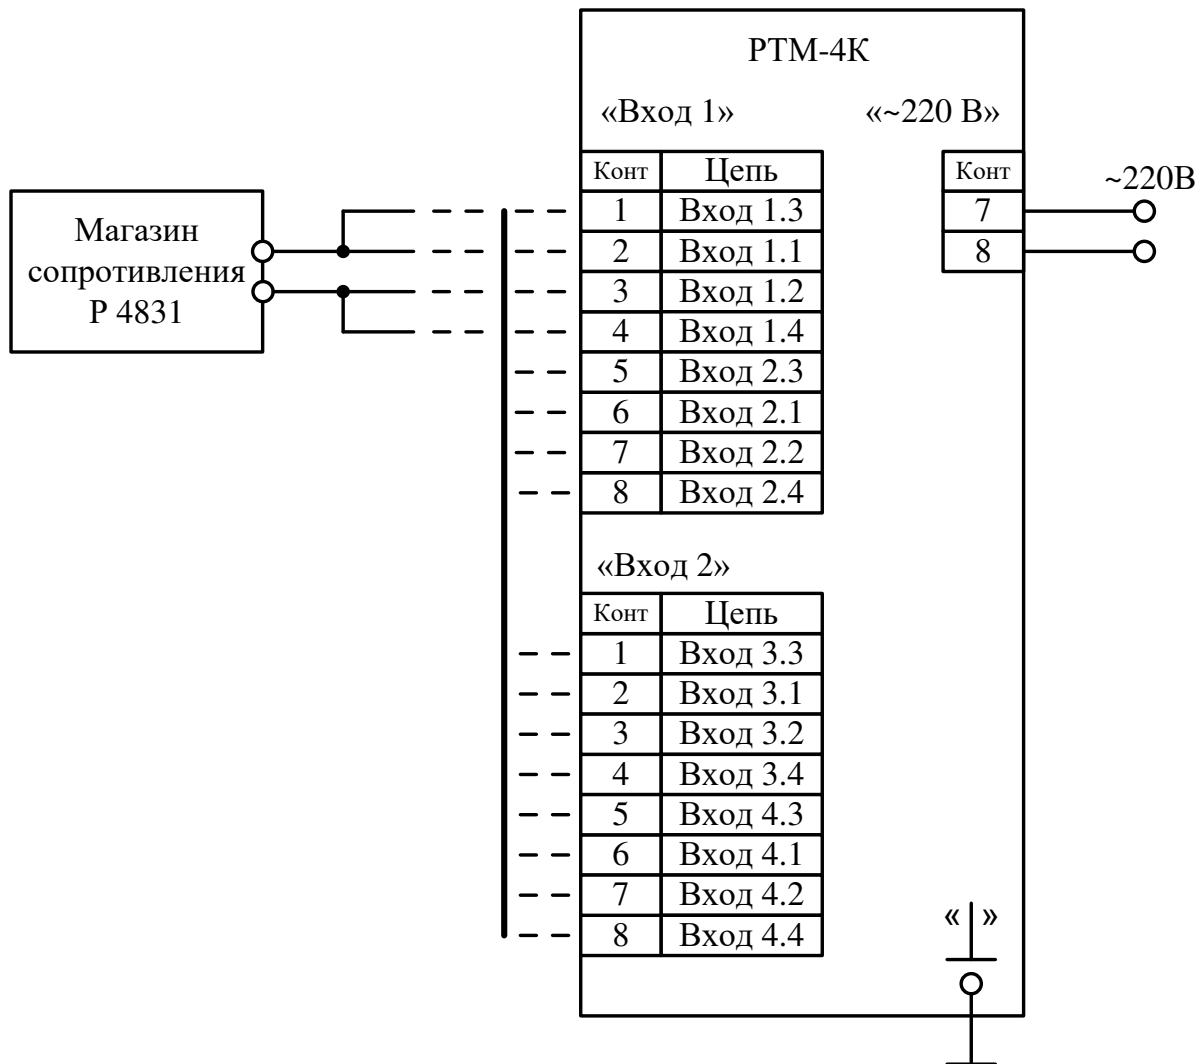 РТМ-4К
«Вход 1» «~220 В»
Конт Цепь
1 Вход 1.3
2 Вход 1.1
3 Вход 1.2
4 Вход 1.4
5 Вход 2.3
6 Вход 2.1
7 Вход 2.2
8 Вход 2.4
Конт
7
8
~220В
Магазин
сопротивления
Р 4831
«Вход 2»
Конт Цепь
1 Вход 3.3
2 Вход 3.1
3 Вход 3.2
4 Вход 3.4
5 Вход 4.3
6 Вход 4.1
7 Вход 4.2
8 Вход 4.4
« »